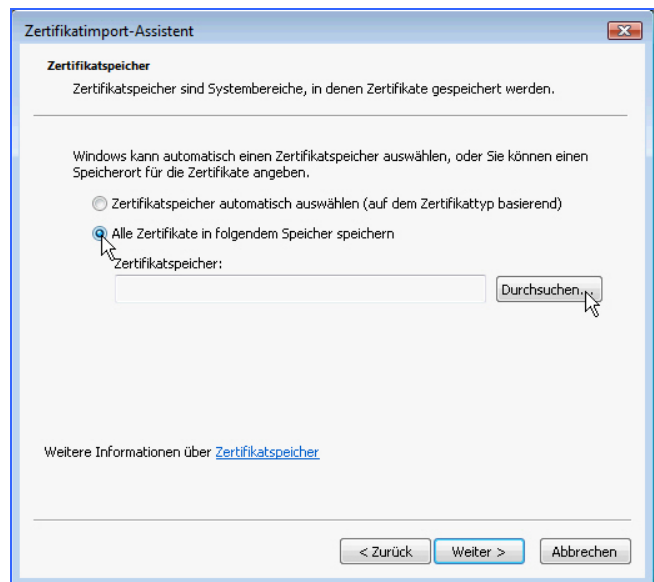 Zertifikatimport-Assistent
Zertifikatspeicher
Zertifikatspeicher sind Systembereiche, in denen Zertifikate gespeichert werden.
Windows kann automatisch einen Zertifikatspeicher auswählen, oder Sie können einen
Speicherort für die Zertifikate angeben.
Zertifikatspeicher automatisch auswählen (auf dem Zertifikattyp basierend)
Alle Zertifikate in folgendem Speicher speichern
Zertifikatspeicher:
Durchsuchen...
Weitere Informationen über Zertifikatspeicher
< Zurück Weiter > Abbrechen